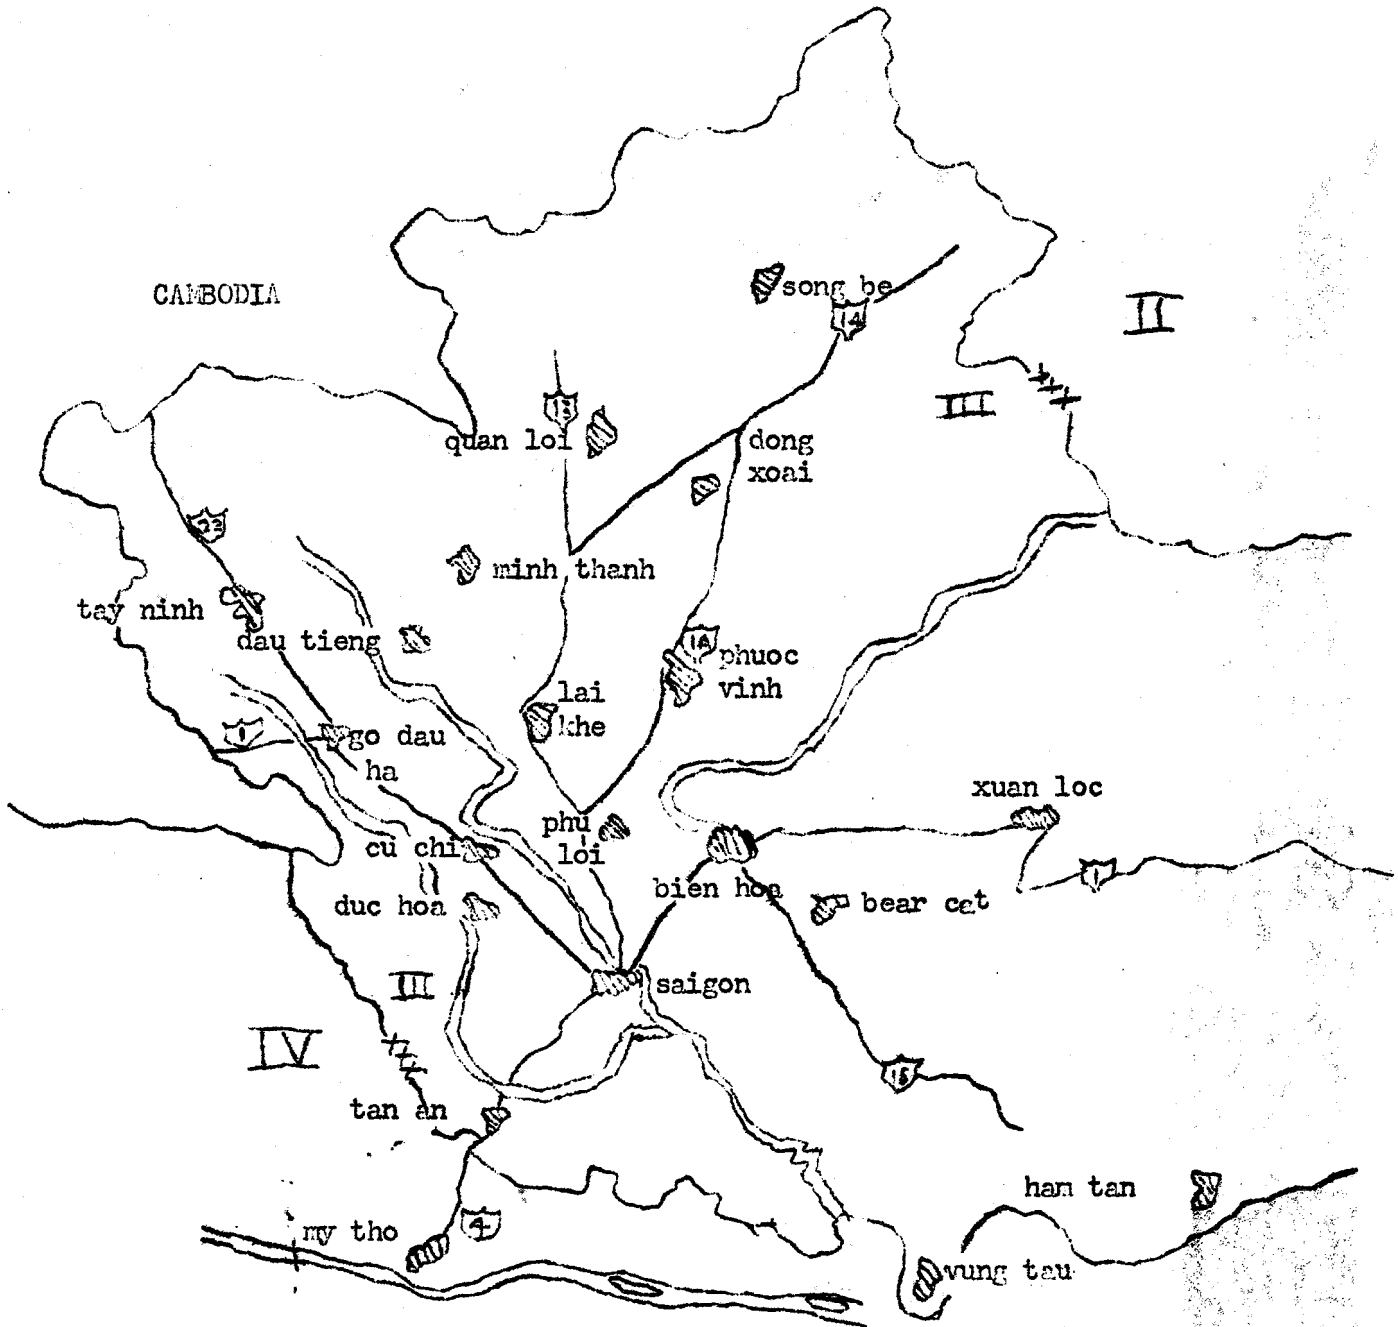 CAMBODIA
song be
14
II
III
13
quan loi
dong
xoai
22
minh thanh
tay ninh
dau tieng
1A
phuoc
vinh
lai
khe
1
go dau
ha
xuan loc
phu
loi
cu chi
bien hoa
1
duc hoa
bear cat
III
saigon
IV
15
tan an
ham tan
my tho
4
vung tau